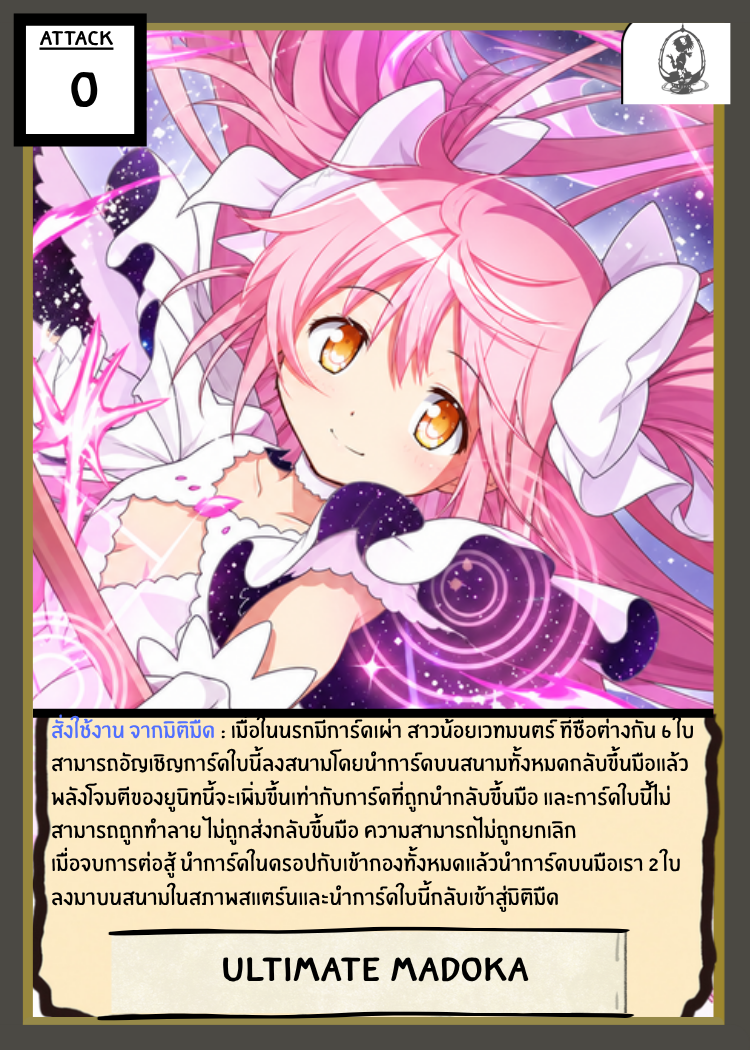 ATTACK
0
สั่งใช้งาน จากมิติมืด : เมื่อในนรกมีการ์ดเผ่า สาวน้อยเวทมนตร์ ที่ชื่อต่างกัน 6 ใบ
สามารถอัญเชิญการ์ดใบนี้ลงสนามโดยนำการ์ดบนสนามทั้งหมดกลับขึ้นมือแล้ว
พลังโจมตีของยูนิทนี้จะเพิ่มขึ้นเท่ากับการ์ดที่ถูกนำกลับขึ้นมือ และการ์ดใบนี้ไม่
สามารถถูกทำลาย ไม่ถูกส่งกลับขึ้นมือ ความสามารถไม่ถูกยกเลิก
เมื่อจบการต่อสู้ นำการ์ดในดรอปกับเข้ากองทั้งหมดแล้วนำการ์ดบนมือเรา 2 ใบ
ลงมาบนสนามในสภาพสแตร์นและนำการ์ดใบนี้กลับเข้าสู่มิติมืด
ULTIMATE MADOKA